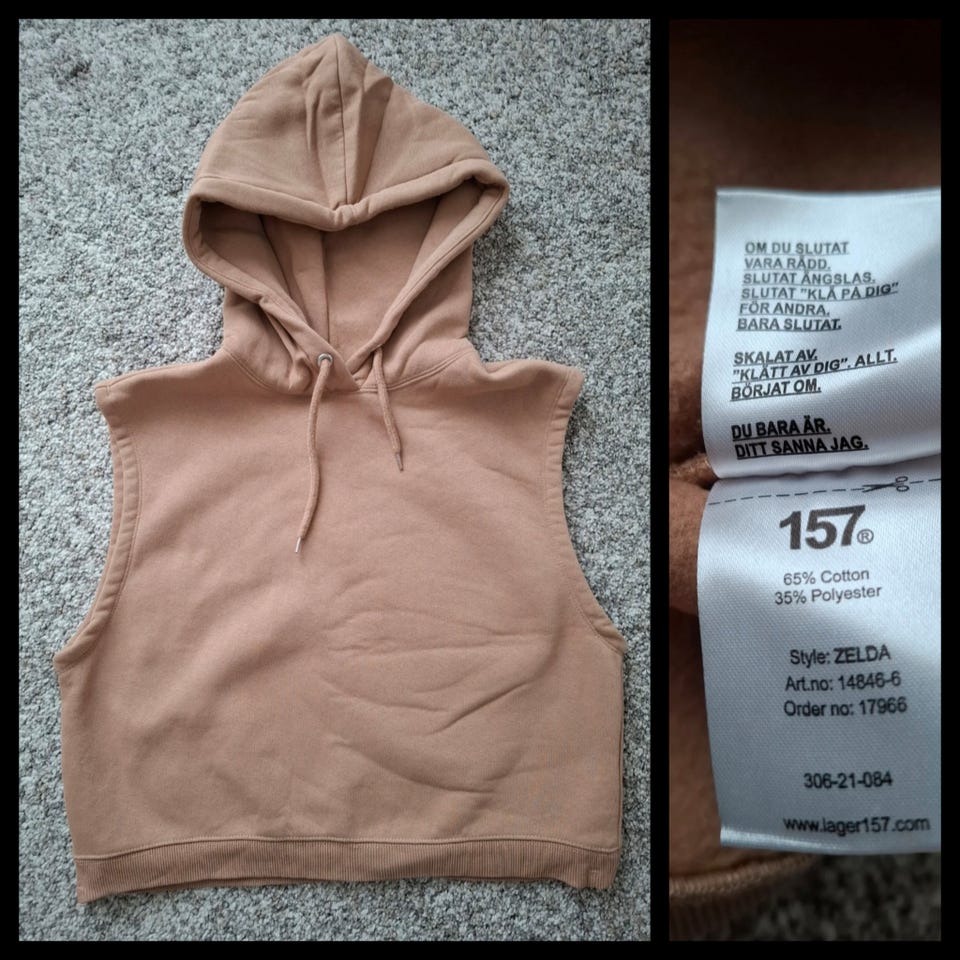 OM DU SLUTAT
VARA RÄDD.
SLUTAT ÄNGSLAS.
SLUTAT "KLÄ PÅ DIG"
FÖR ANDRA.
BARA SLUTAT.
SKALAT AV.
"KLÄTT AV DIG". ALLT.
BÖRJAT OM.
DU BARA ÄR.
DITT SANNA JAG.
157®
65% Cotton
35% Polyester
Style: ZELDA
Art.no: 14846-6
Order no: 17966
306-21-084
www.lager157.com